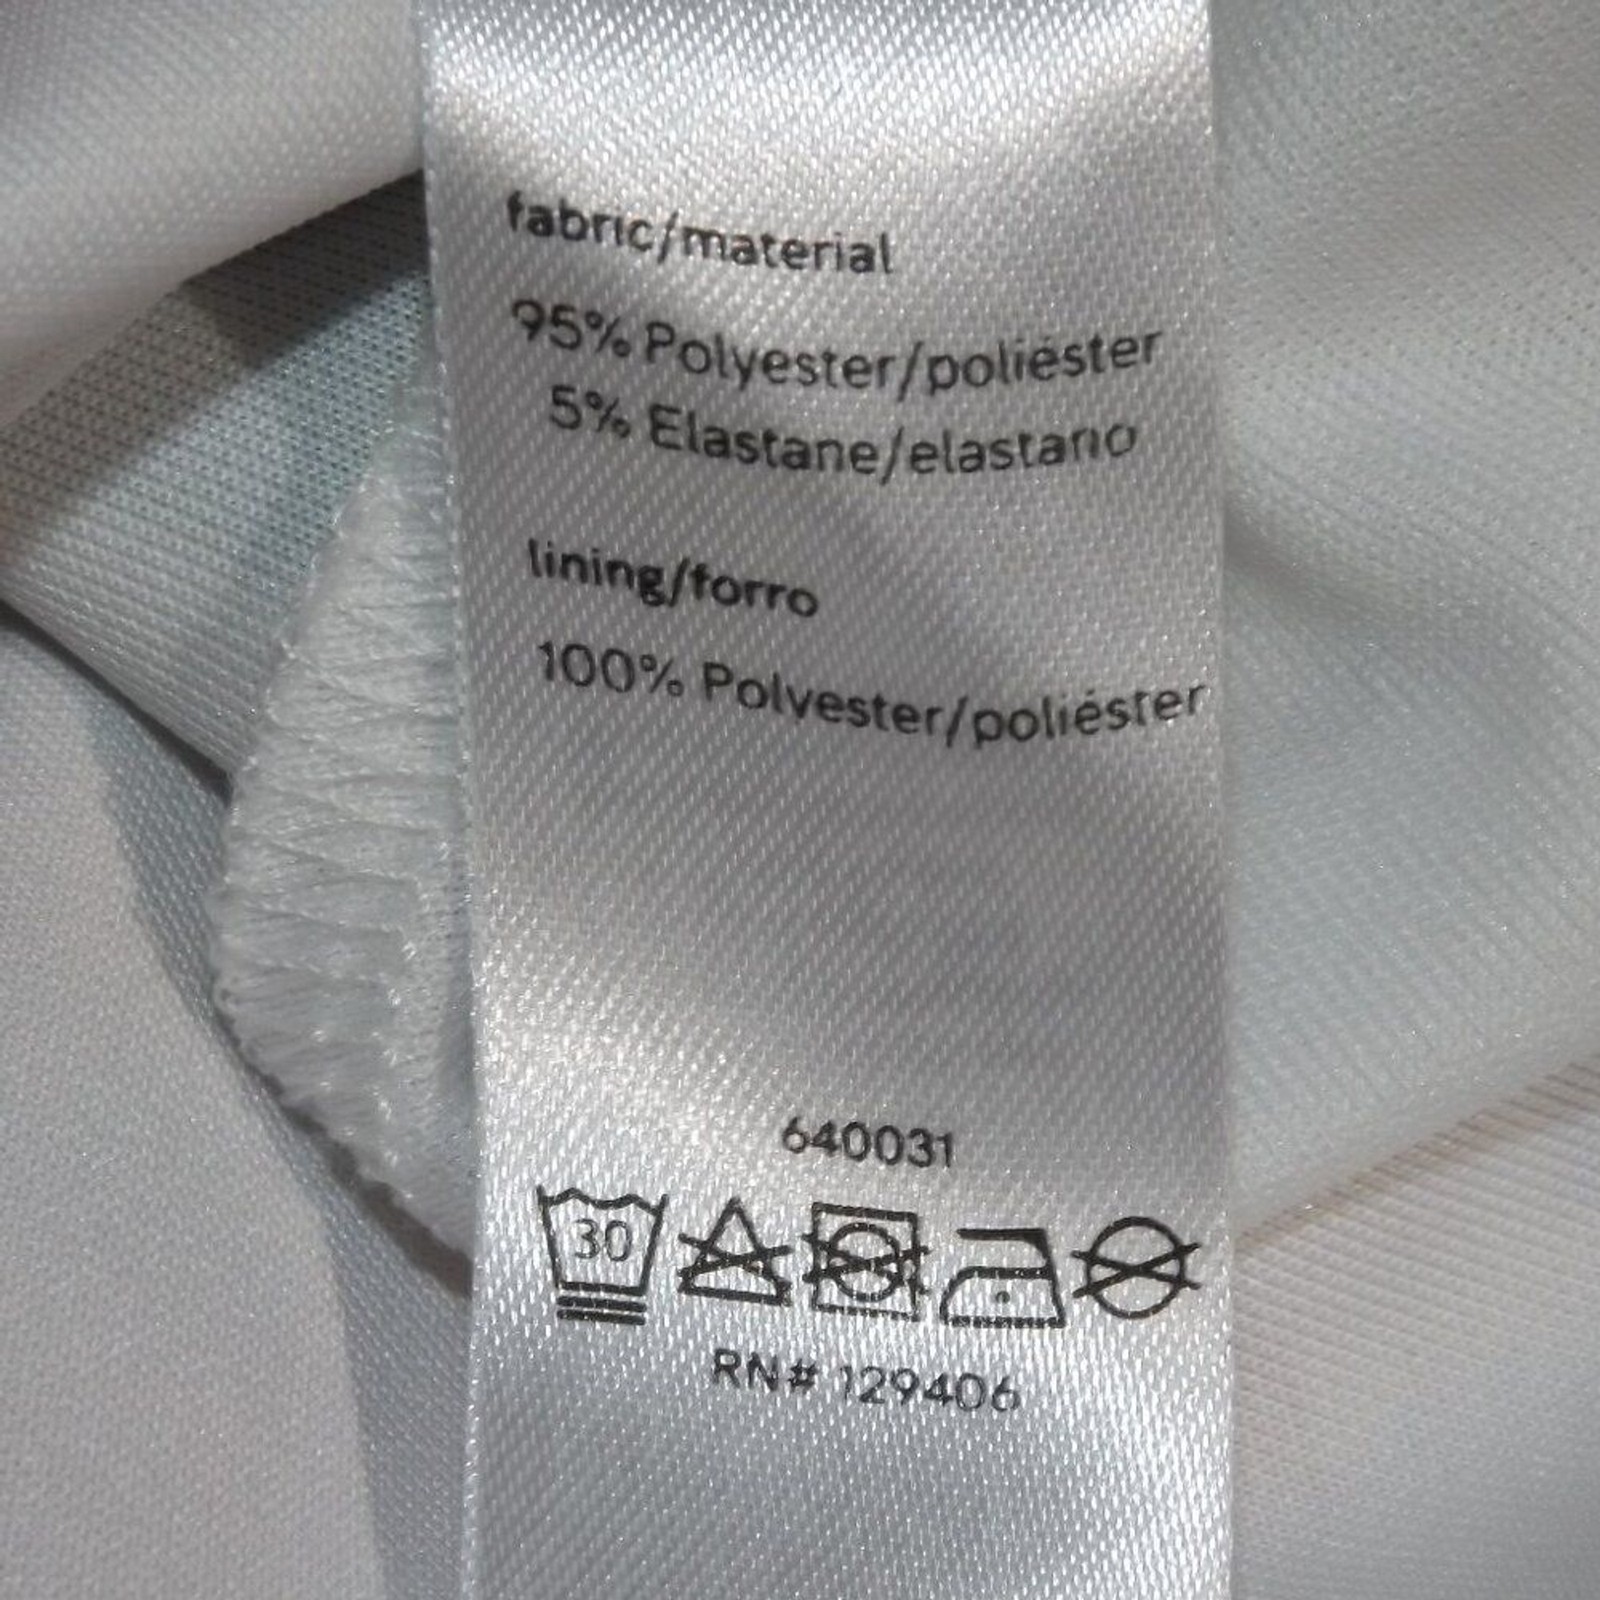 fabric/material
95% Polyester/poliéster
5% Elastane/elastano
lining/forro
100% Polyester/poliéster
640031
30
RN# 129406